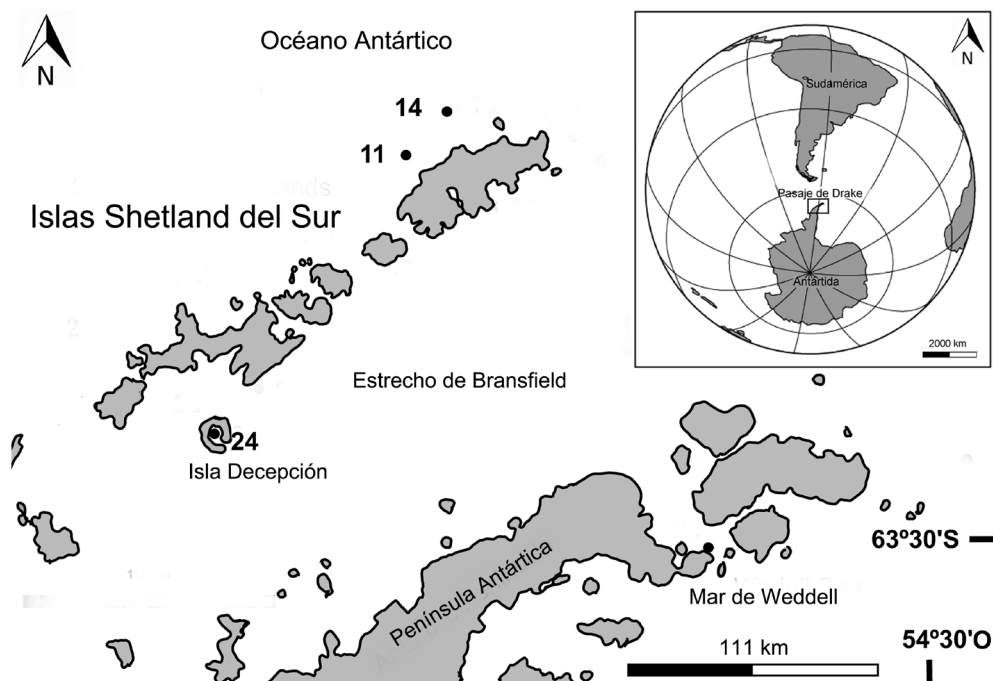 Océano Antártico
N
14
11
Islas Shetland del Sur
Estrecho de Bransfield
24
Isla Decepción
Península Antártica
63º30'S
Mar de Weddell
111 km
54º30'O
N
Sudamérica
Pasaje de Drake
Antártida
2000 km